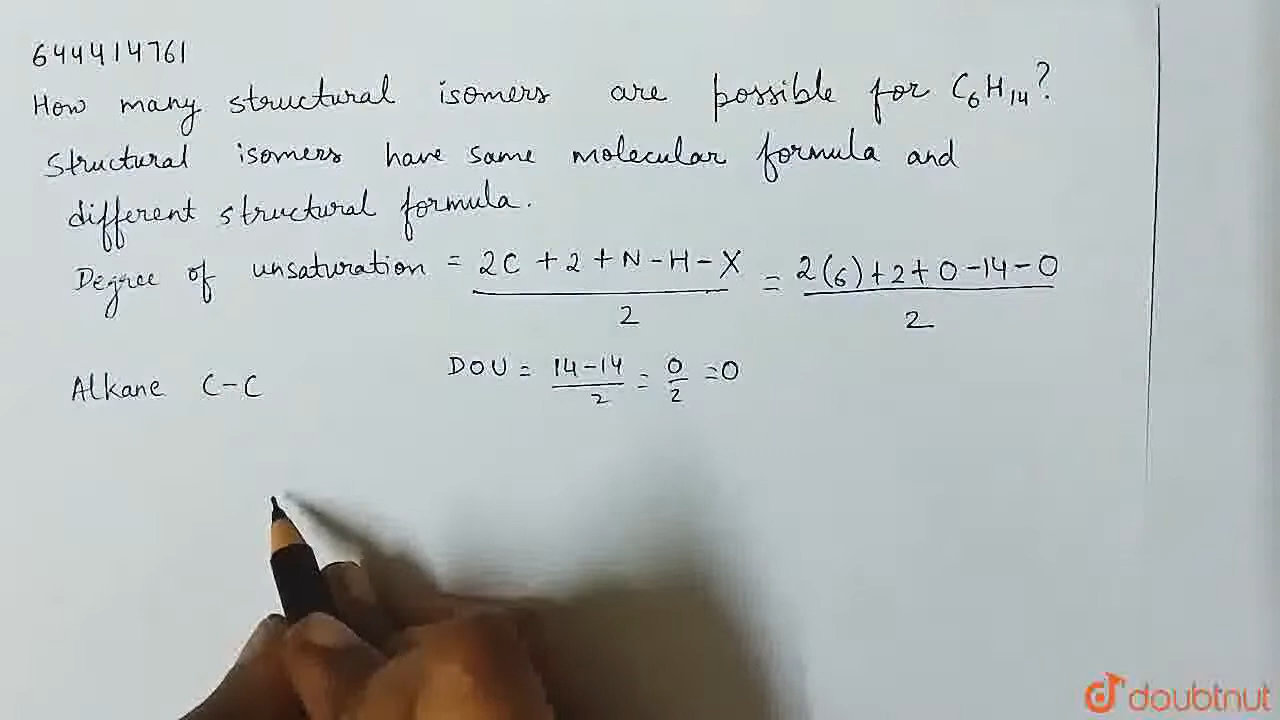 644414761
How many structural isomers are possible for C₆H₁₄?
Structural isomers have same molecular formula and
different structural formula.
Degree of unsaturation = 2C + 2 + N - H - X / 2 = 2(6) + 2 + 0 - 14 - 0 / 2
DOU = 14 - 14 / 2 = 0 / 2 = 0
Alkane C-C
doubtnut